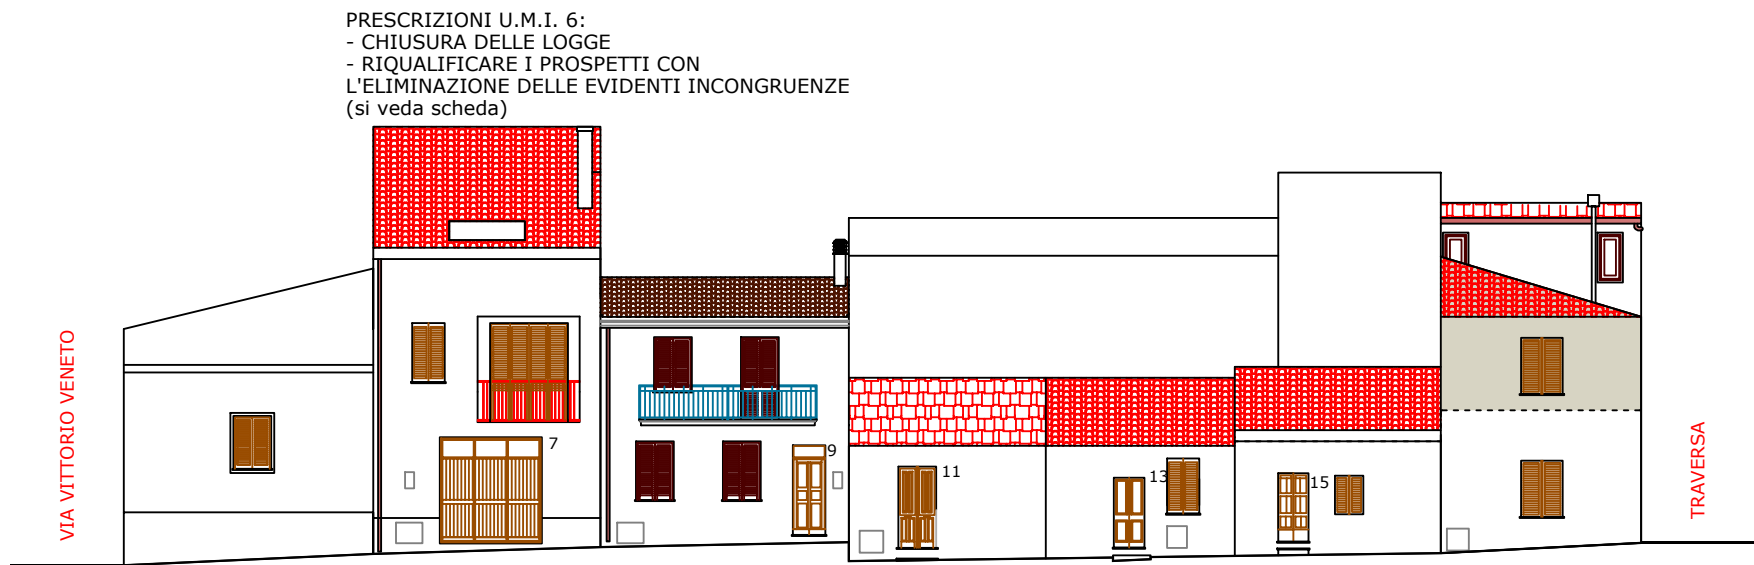 PRESCRIZIONI U.M.I. 6:
- CHIUSURA DELLE LOGGE
- RIQUALIFICARE I PROSPETTI CON
L'ELIMINAZIONE DELLE EVIDENTI INCONGRUENZE
(si veda scheda)
VIA VITTORIO VENETO
7
9
11
13
15
TRAVERSA